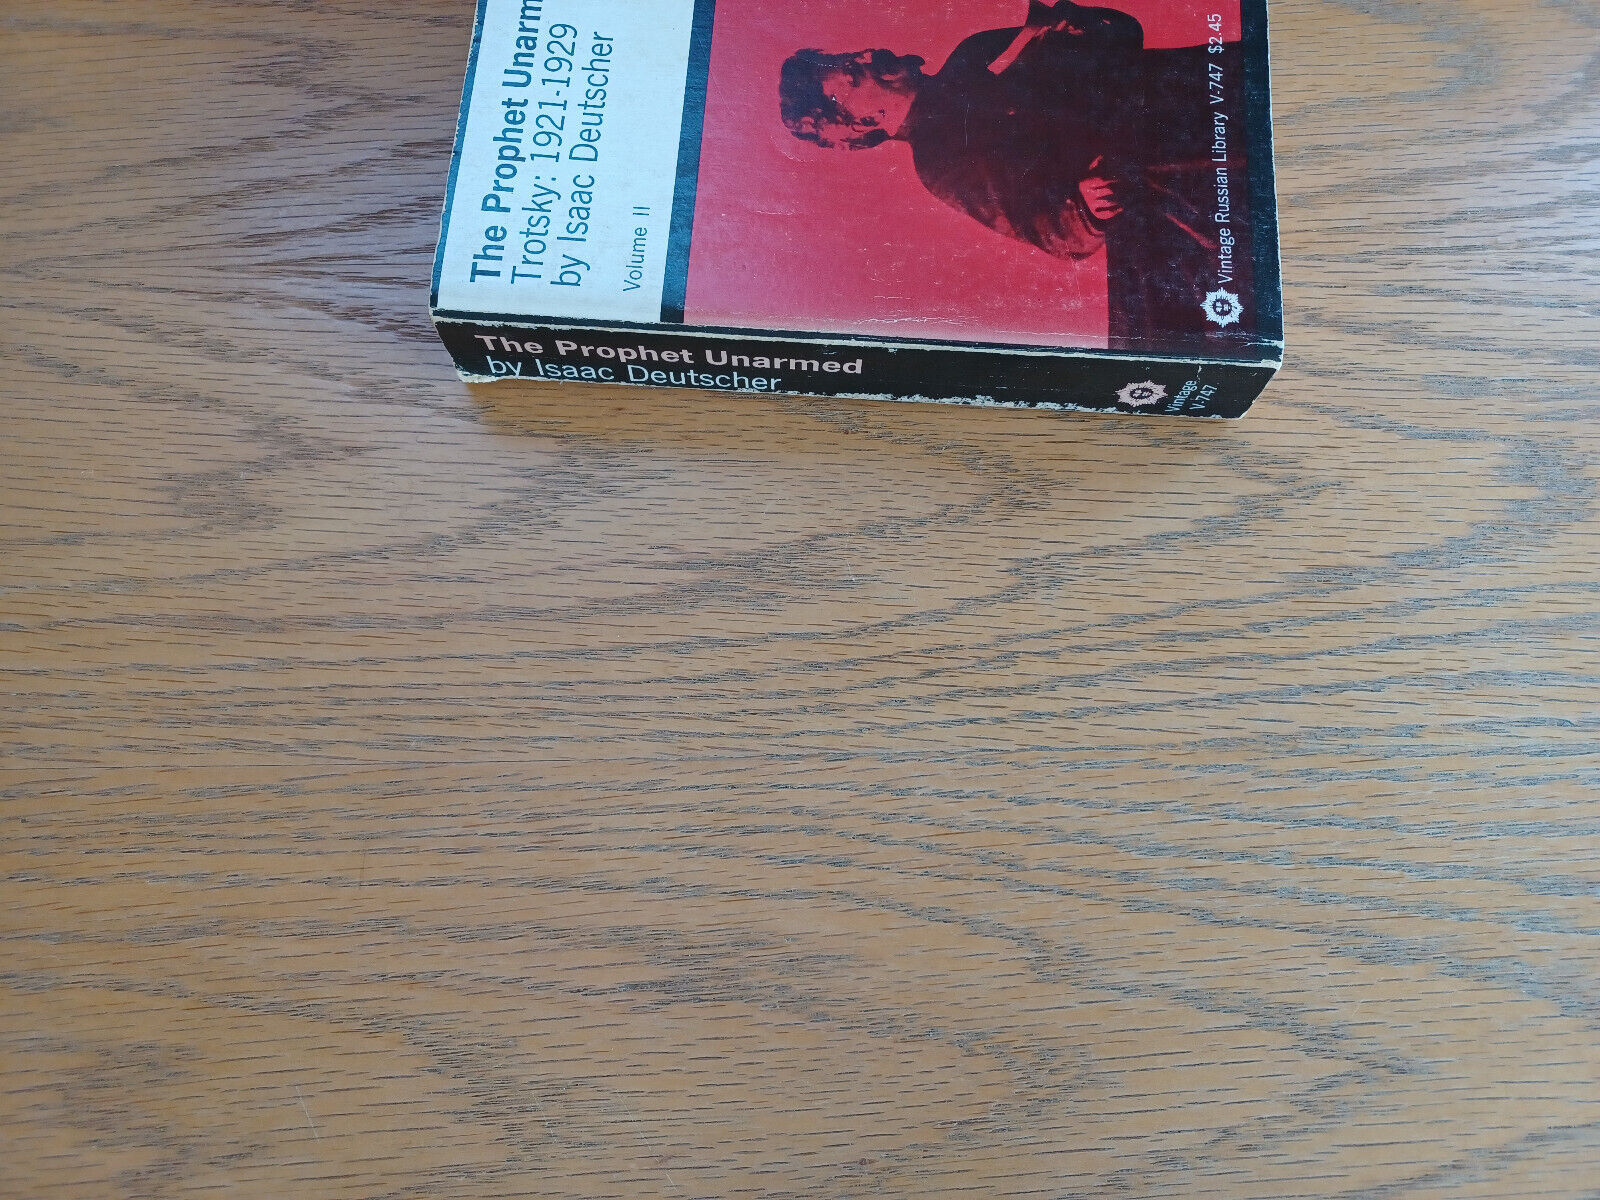 The Prophet Unarm
Trotsky: 1921-1929
by Isaac Deutscher
Volume II
Vintage Russian Library V-747 $2.45
The Prophet Unarmed
by Isaac Deutscher
Vintage
V-747